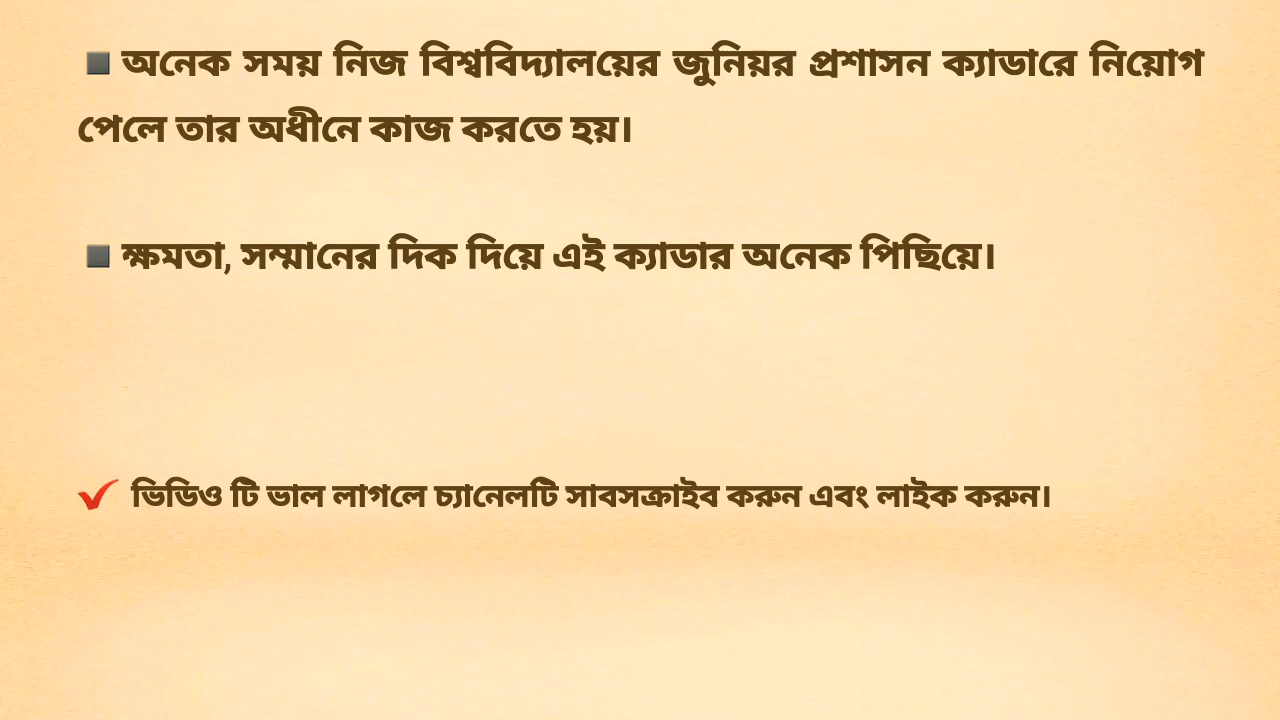 ▪ অনেক সময় নিজ বিশ্ববিদ্যালয়ের জুনিয়র প্রশাসন ক্যাডারে নিয়োগ
পেলে তার অধীনে কাজ করতে হয়।
▪ ক্ষমতা, সম্মানের দিক দিয়ে এই ক্যাডার অনেক পিছিয়ে।
✓ ভিডিও টি ভাল লাগলে চ্যানেলটি সাবসক্রাইব করুন এবং লাইক করুন।